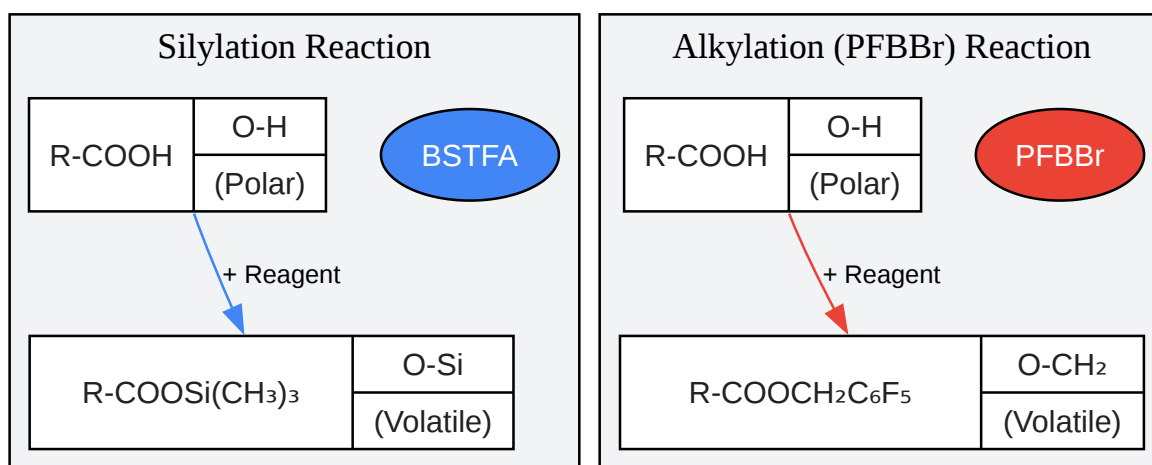 Silylation Reaction
R-COOH
O-H
(Polar)
BSTFA
+ Reagent
R-COOSi(CH₃)₃
O-Si
(Volatile)
Alkylation (PFBBr) Reaction
R-COOH
O-H
(Polar)
PFBBr
+ Reagent
R-COOCH₂C₆F₅
O-CH₂
(Volatile)